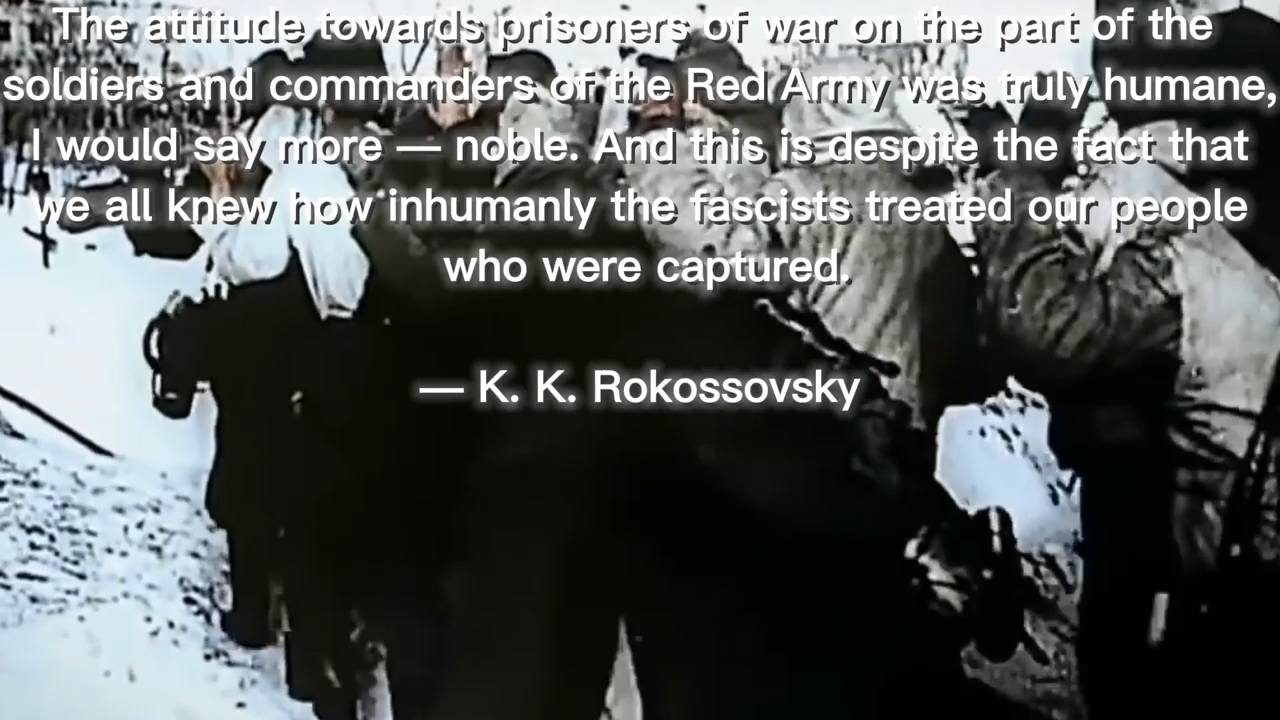 The attitude towards prisoners of war on the part of the
soldiers and commanders of the Red Army was truly humane,
I would say more — noble. And this is despite the fact that
we all knew how inhumanly the fascists treated our people
who were captured.
— K. K. Rokossovsky